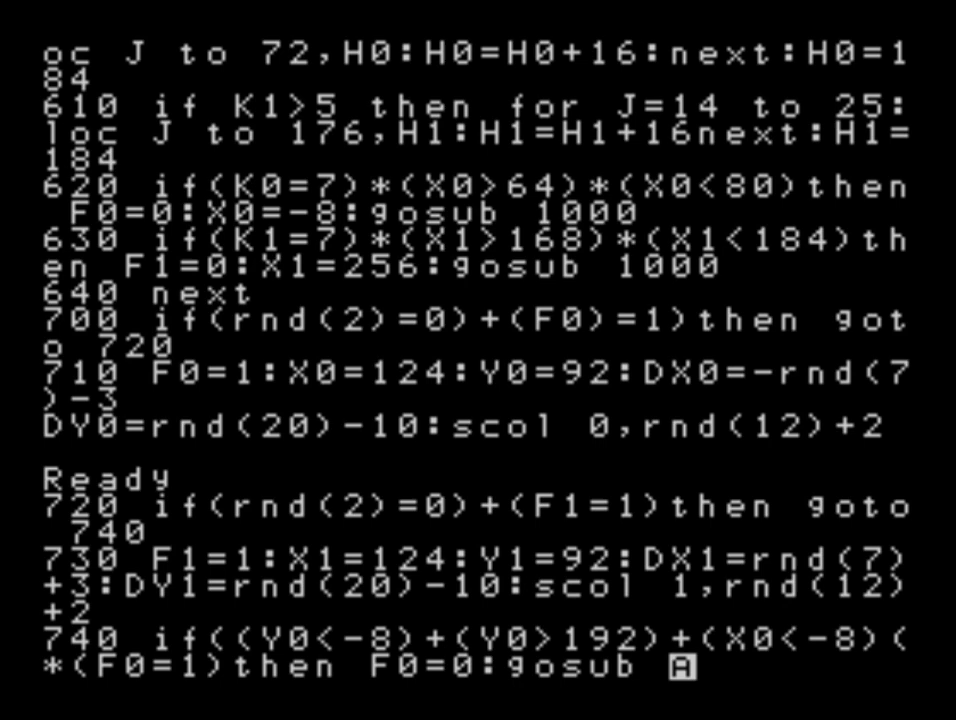 oc J to 72,H0:H0=H0+16:next:H0=1
84
610 if K1>5 then for J=14 to 25:
loc J to 176,H1:H1=H1+16next:H1=
184
620 if(K0=7)*(X0>64)*(X0<80)then
 F0=0:X0=-8:gosub 1000
630 if(K1=7)*(X1>168)*(X1<184)th
en F1=0:X1=256:gosub 1000
640 next
700 if(rnd(2)=0)+(F0)=1)then got
o 720
710 F0=1:X0=124:Y0=92:DX0=-rnd(7
)-3
DY0=rnd(20)-10:scol 0,rnd(12)+2
Ready
720 if(rnd(2)=0)+(F1=1)then goto
 740
730 F1=1:X1=124:Y1=92:DX1=rnd(7)
+3:DY1=rnd(20)-10:scol 1,rnd(12)
+2
740 if((Y0<-8)+(Y0>192)+(X0<-8)(
*(F0=1)then F0=0:gosub A